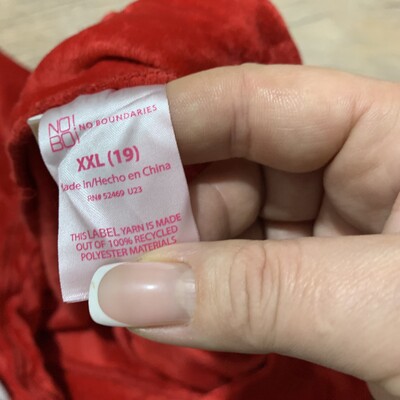 NO!
BOi
NO BOUNDARIES
XXL (19)
Made In/Hecho en China
RN# 52469 U23
THIS LABEL YARN IS MADE
OUT OF 100% RECYCLED
POLYESTER MATERIALS